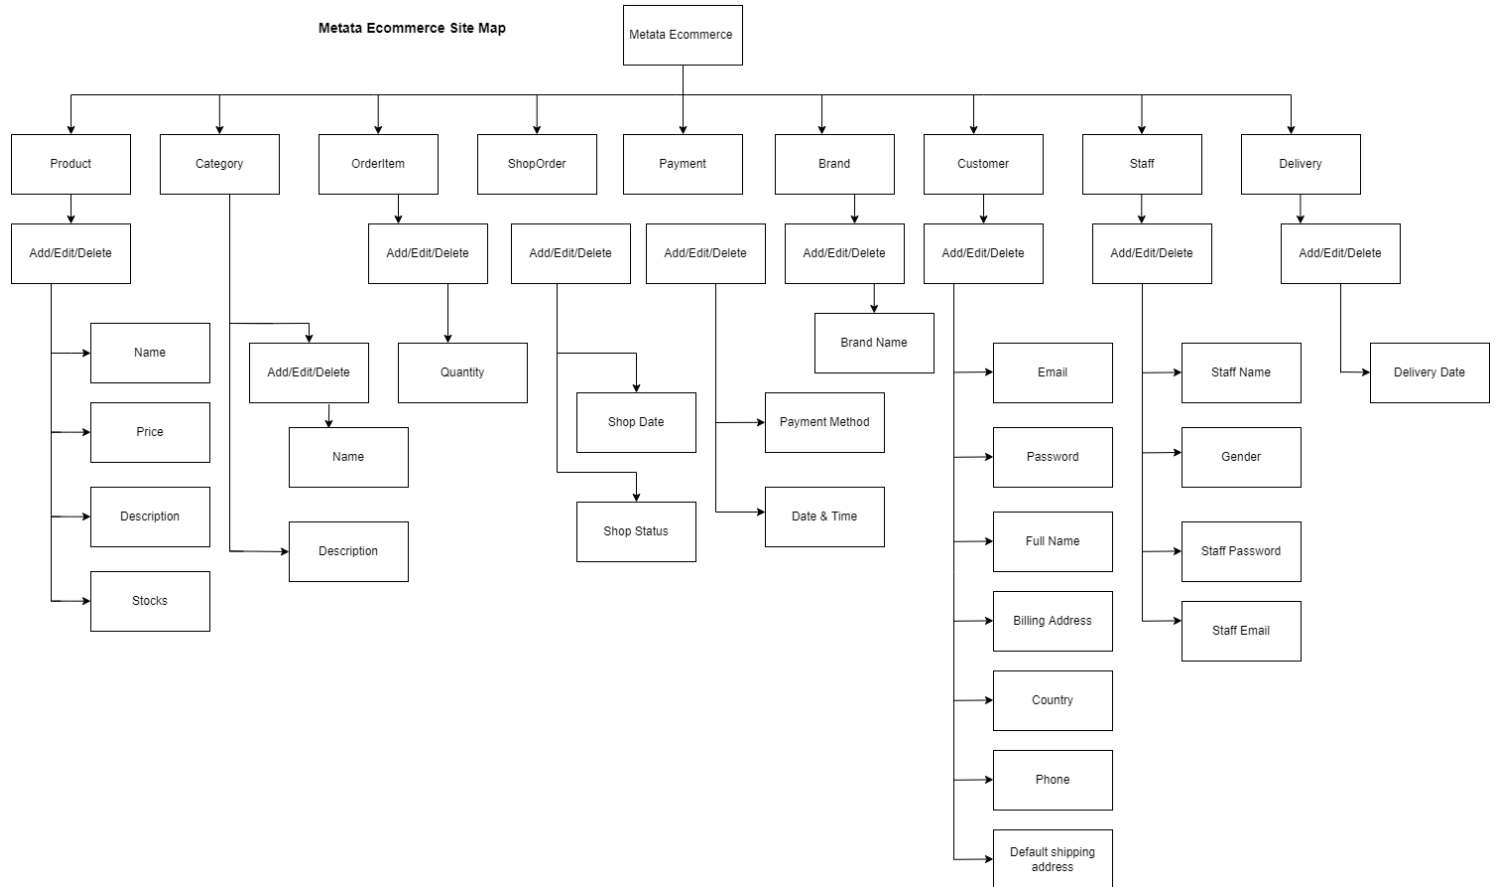 Metata Ecommerce Site Map
Metata Ecommerce
Product
Category
OrderItem
ShopOrder
Payment
Brand
Customer
Staff
Delivery
Add/Edit/Delete
Add/Edit/Delete
Add/Edit/Delete
Add/Edit/Delete
Add/Edit/Delete
Add/Edit/Delete
Add/Edit/Delete
Add/Edit/Delete
Name
Price
Description
Stocks
Add/Edit/Delete
Name
Description
Quantity
Shop Date
Shop Status
Payment Method
Date & Time
Brand Name
Email
Password
Full Name
Billing Address
Country
Phone
Default shipping
address
Staff Name
Gender
Staff Password
Staff Email
Delivery Date